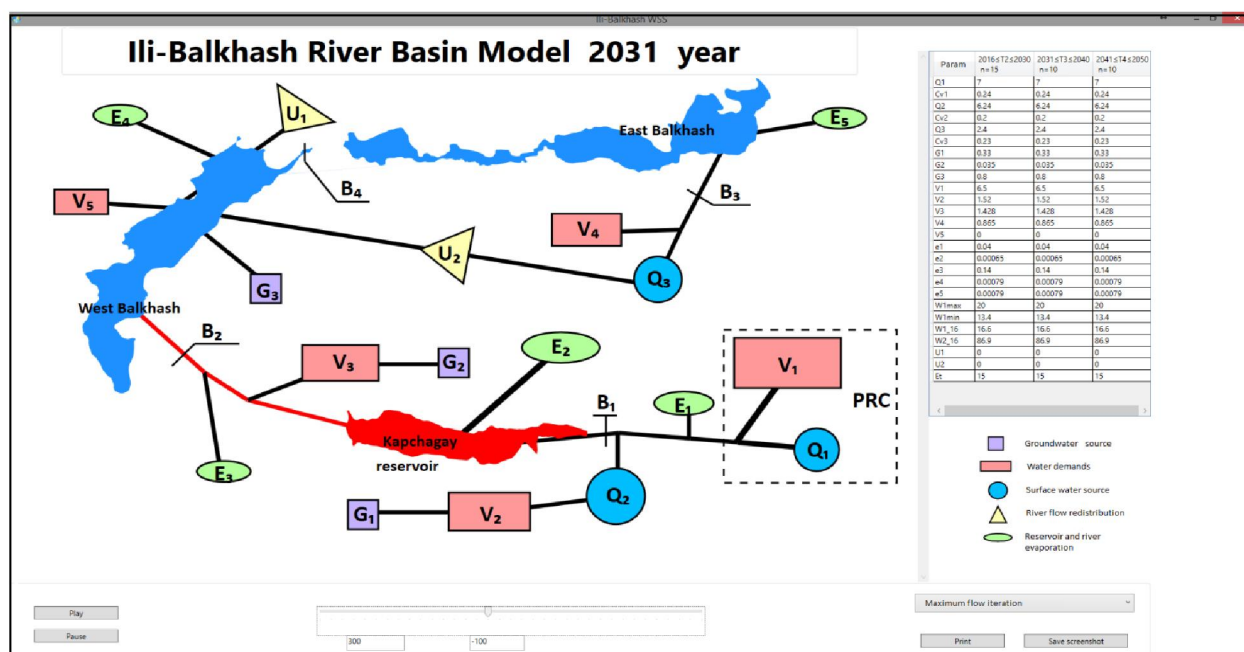 Ili-Balkhash WSS
Ili-Balkhash River Basin Model 2031 year
E₄
U₁
East Balkhash
E₅
B₄
B₃
V₅
V₄
U₂
Q₃
G₃
West Balkhash
B₂
V₃
G₂
E₂
V₁
PRC
B₁
E₁
Kapchagay
reservoir
Q₁
E₃
Q₂
G₁
V₂
Param 2016≤T2≤2030 n=15 2031≤T3≤2040 n=10 2041≤T4≤2050 n=10
Q1 7 7 7
Cv1 0.24 0.24 0.24
Q2 6.24 6.24 6.24
Cv2 0.2 0.2 0.2
Q3 2.4 2.4 2.4
Cv3 0.23 0.23 0.23
G1 0.33 0.33 0.33
G2 0.035 0.035 0.035
G3 0.8 0.8 0.8
V1 6.5 6.5 6.5
V2 1.52 1.52 1.52
V3 1.428 1.428 1.428
V4 0.865 0.865 0.865
V5 0 0 0
e1 0.04 0.04 0.04
e2 0.00065 0.00065 0.00065
e3 0.14 0.14 0.14
e4 0.00079 0.00079 0.00079
e5 0.00079 0.00079 0.00079
W1max 20 20 20
W1min 13.4 13.4 13.4
W1_16 16.6 16.6 16.6
W2_16 86.9 86.9 86.9
U1 0 0 0
U2 0 0 0
Et 15 15 15
Groundwater source
Water demands
Surface water source
River flow redistribution
Reservoir and river
evaporation
Play
Pause
300
-100
Maximum flow iteration
Print
Save screenshot